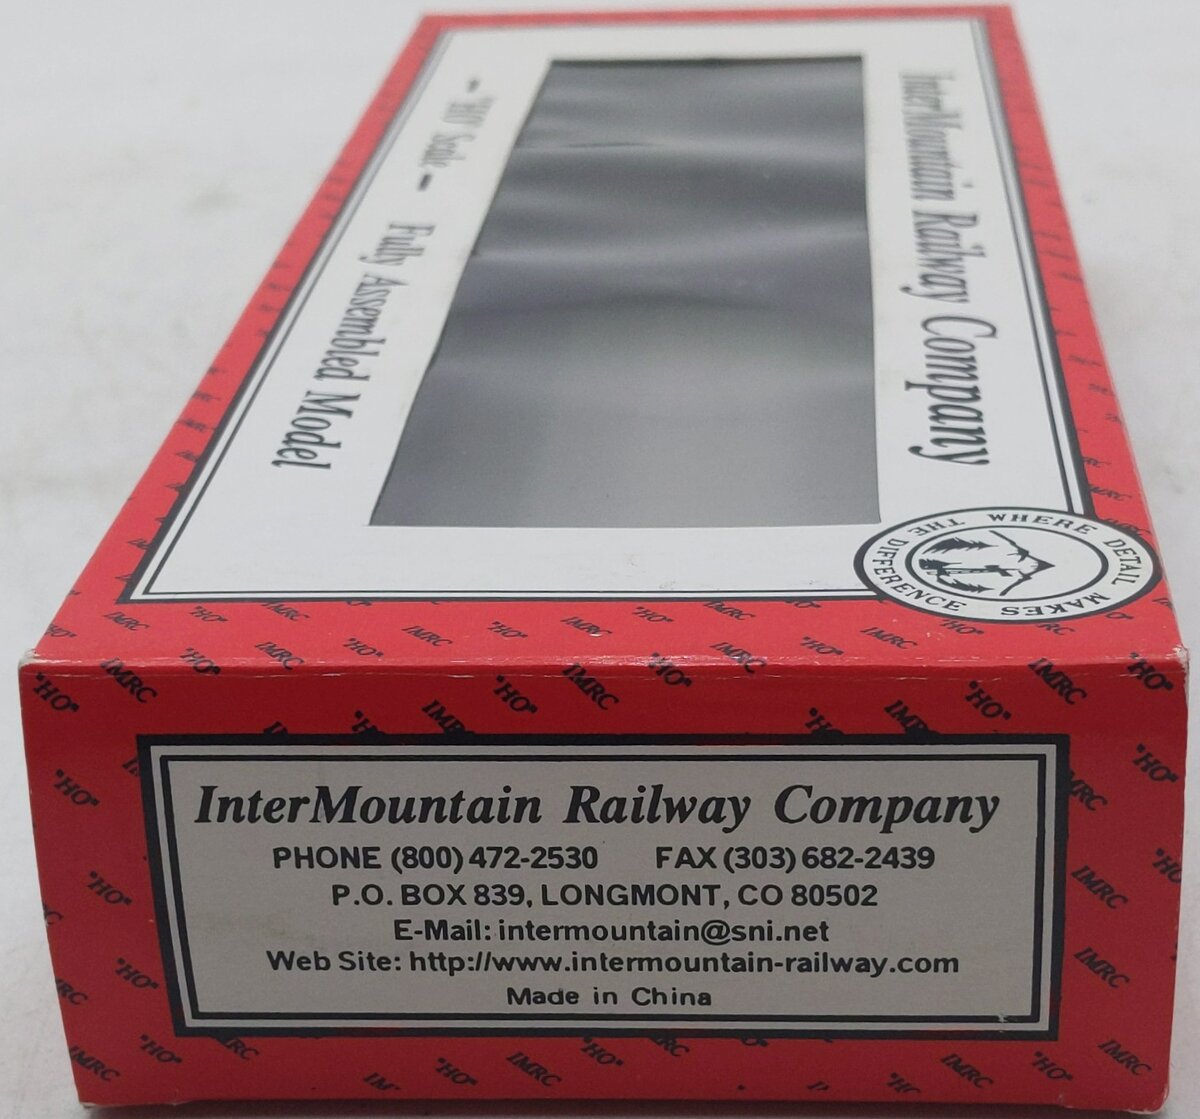 InterMountain Railway Company
- "HO" Scale - Fully Assembled Model
WHERE DETAIL MAKES THE DIFFERENCE
InterMountain Railway Company
PHONE (800) 472-2530 FAX (303) 682-2439
P.O. BOX 839, LONGMONT, CO 80502
E-Mail: intermountain@sni.net
Web Site: http://www.intermountain-railway.com
Made in China
"HO"
IMRC